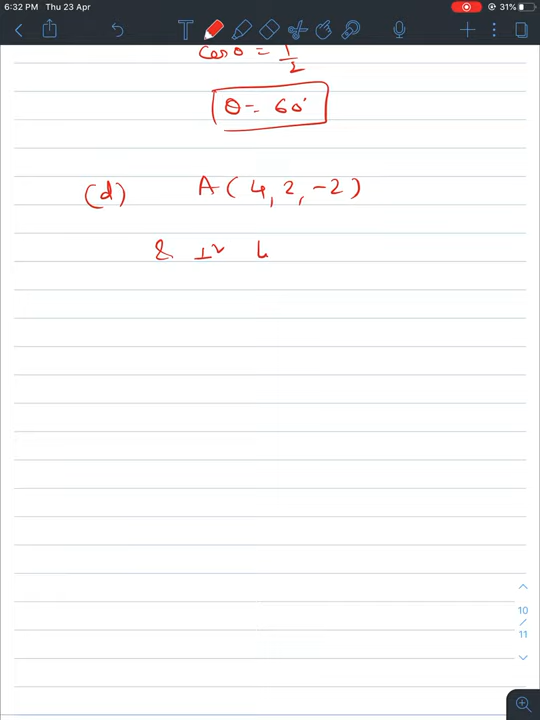 6:32 PM Thu 23 Apr
31%
cos θ = 1/2
θ = 60°
(d) A ( 4, 2, -2 )
& ⊥r
10
/
11